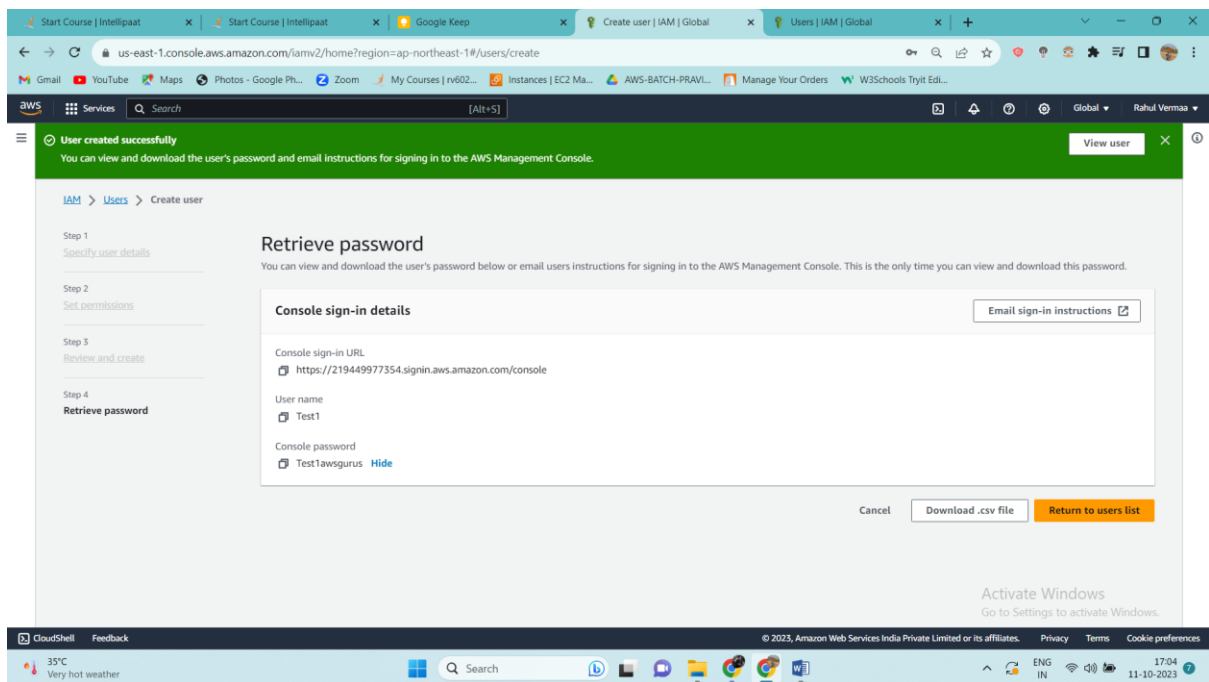 Start Course | Intellipaat
Start Course | Intellipaat
Google Keep
Create user | IAM | Global
Users | IAM | Global
us-east-1.console.aws.amazon.com/iamv2/home?region=ap-northeast-1#/users/create
Gmail YouTube Maps Photos - Google Ph... Zoom My Courses | rv602... Instances | EC2 Ma... AWS-BATCH-PRAVI... Manage Your Orders W3Schools Tryit Edi...
aws Services Search [Alt+S] Global Rahul Vermaa
User created successfully
You can view and download the user's password and email instructions for signing in to the AWS Management Console.
View user
IAM > Users > Create user
Step 1
Specify user details
Step 2
Set permissions
Step 3
Review and create
Step 4
Retrieve password
Retrieve password
You can view and download the user's password below or email users instructions for signing in to the AWS Management Console. This is the only time you can view and download this password.
Console sign-in details
Email sign-in instructions
Console sign-in URL
https://219449977354.signin.aws.amazon.com/console
User name
Test1
Console password
Test1awsgurus Hide
Cancel Download .csv file Return to users list
Activate Windows
Go to Settings to activate Windows.
CloudShell Feedback © 2023, Amazon Web Services India Private Limited or its affiliates. Privacy Terms Cookie preferences
35°C
Very hot weather
Search
ENG
IN
17:04
11-10-2023
2